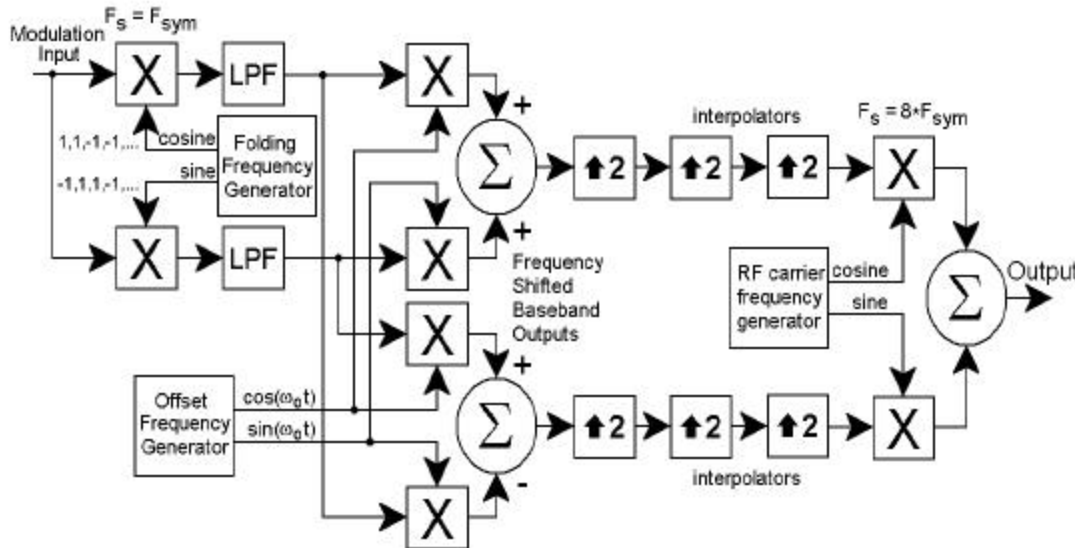 Fs = Fsym
Modulation
Input
X
LPF
X
+
cosine
1,1,-1,-1,...
Folding
Frequency
Generator
sine
-1,1,1,-1,...
Σ
interpolators
↑2
↑2
↑2
Fs = 8*Fsym
X
X
LPF
X
+
Frequency
Shifted
Baseband
Outputs
RF carrier
frequency
generator
cosine
sine
Σ
Output
X
+
Offset
Frequency
Generator
cos(ω₀t)
sin(ω₀t)
Σ
↑2
↑2
↑2
X
interpolators
-
X